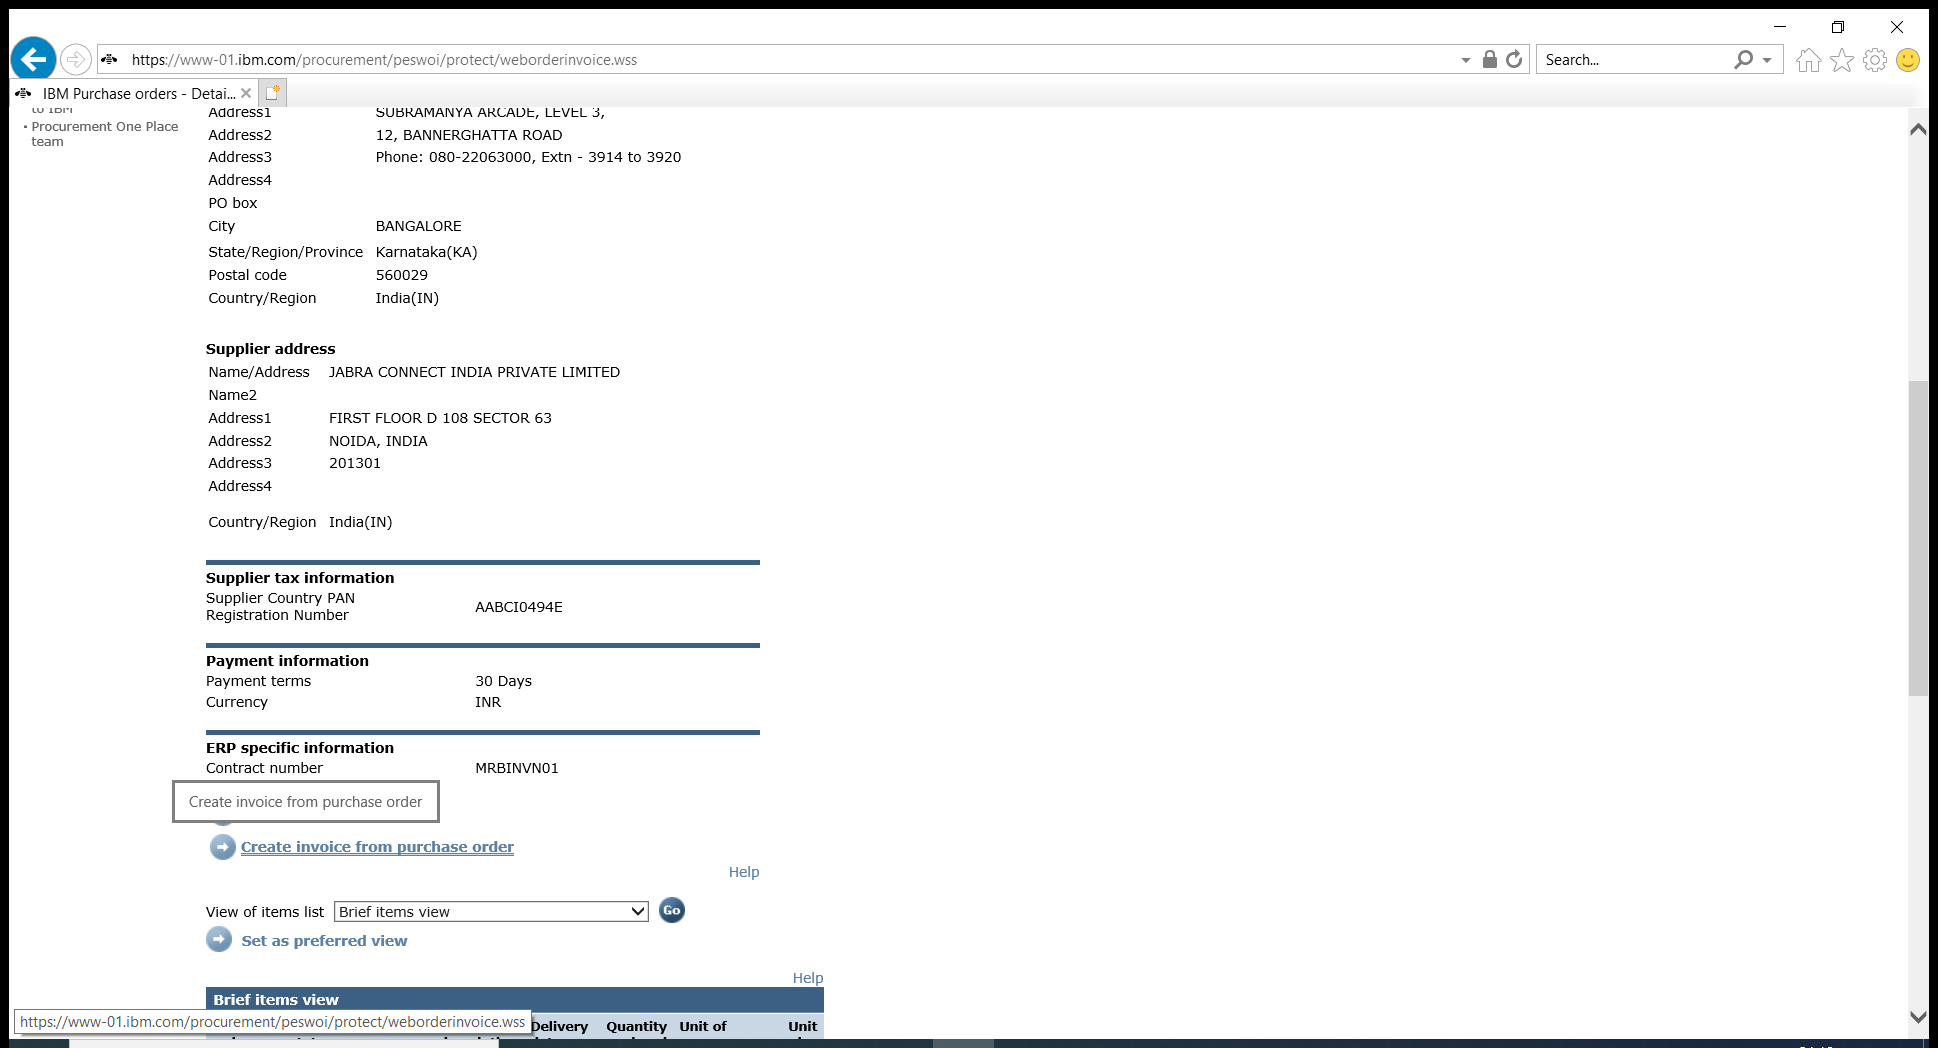 https://www-01.ibm.com/procurement/peswoi/protect/weborderinvoice.wss
Search...
IBM Purchase orders - Detai...
to IBM
Procurement One Place
team
Address1 SUBRAMANYA ARCADE, LEVEL 3,
Address2 12, BANNERGHATTA ROAD
Address3 Phone: 080-22063000, Extn - 3914 to 3920
Address4
PO box
City BANGALORE
State/Region/Province Karnataka(KA)
Postal code 560029
Country/Region India(IN)
Supplier address
Name/Address JABRA CONNECT INDIA PRIVATE LIMITED
Name2
Address1 FIRST FLOOR D 108 SECTOR 63
Address2 NOIDA, INDIA
Address3 201301
Address4
Country/Region India(IN)
Supplier tax information
Supplier Country PAN
Registration Number AABCI0494E
Payment information
Payment terms 30 Days
Currency INR
ERP specific information
Contract number MRBINVN01
Create invoice from purchase order
Create invoice from purchase order
Help
View of items list Brief items view Go
Set as preferred view
Help
Brief items view
https://www-01.ibm.com/procurement/peswoi/protect/weborderinvoice.wss
Delivery Quantity Unit of Unit